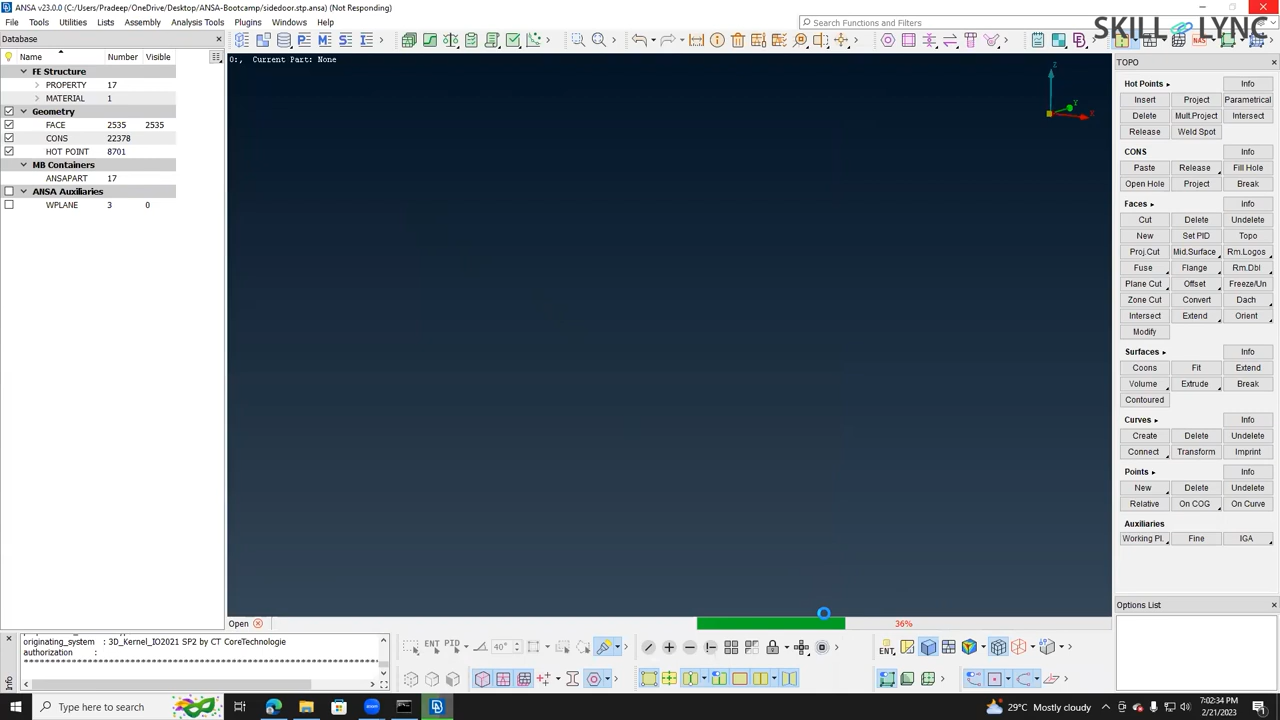 ANSA v23.0.0 (C:/Users/Pradeep/OneDrive/Desktop/ANSA-Bootcamp/sidedoor.stp.ansa) (Not Responding)
File Tools Utilities Lists Assembly Analysis Tools Plugins Windows Help
Search Functions and Filters
SKILL LYNC
Database
Name Number Visible
FE Structure
PROPERTY 17
MATERIAL 1
Geometry
FACE 2535 2535
CONS 22378
HOT POINT 8701
MB Containers
ANSAPART 17
ANSA Auxiliaries
WPLANE 3 0
0:, Current Part: None
Z
Y
X
TOPO
Hot Points Info
Insert Project Parametrical
Delete Mult.Project Intersect
Release Weld Spot
CONS Info
Paste Release Fill Hole
Open Hole Project Break
Faces Info
Cut Delete Undelete
New Set PID Topo
Proj.Cut Mid.Surface Rm.Logos
Fuse Flange Rm.Dbl
Plane Cut Offset Freeze/Un
Zone Cut Convert Dach
Intersect Extend Orient
Modify
Surfaces Info
Coons Fit Extend
Volume Extrude Break
Contoured
Curves Info
Create Delete Undelete
Connect Transform Imprint
Points Info
New Delete Undelete
Relative On COG On Curve
Auxiliaries
Working Pl. Fine IGA
Options List
Open 36%
originating_system : 3D_Kernel_IO2021 SP2 by CT CoreTechnologie
authorization :
Info
ENT PID 40° ENT.
Type here to search
29°C Mostly cloudy
7:02:34 PM
2/21/2023